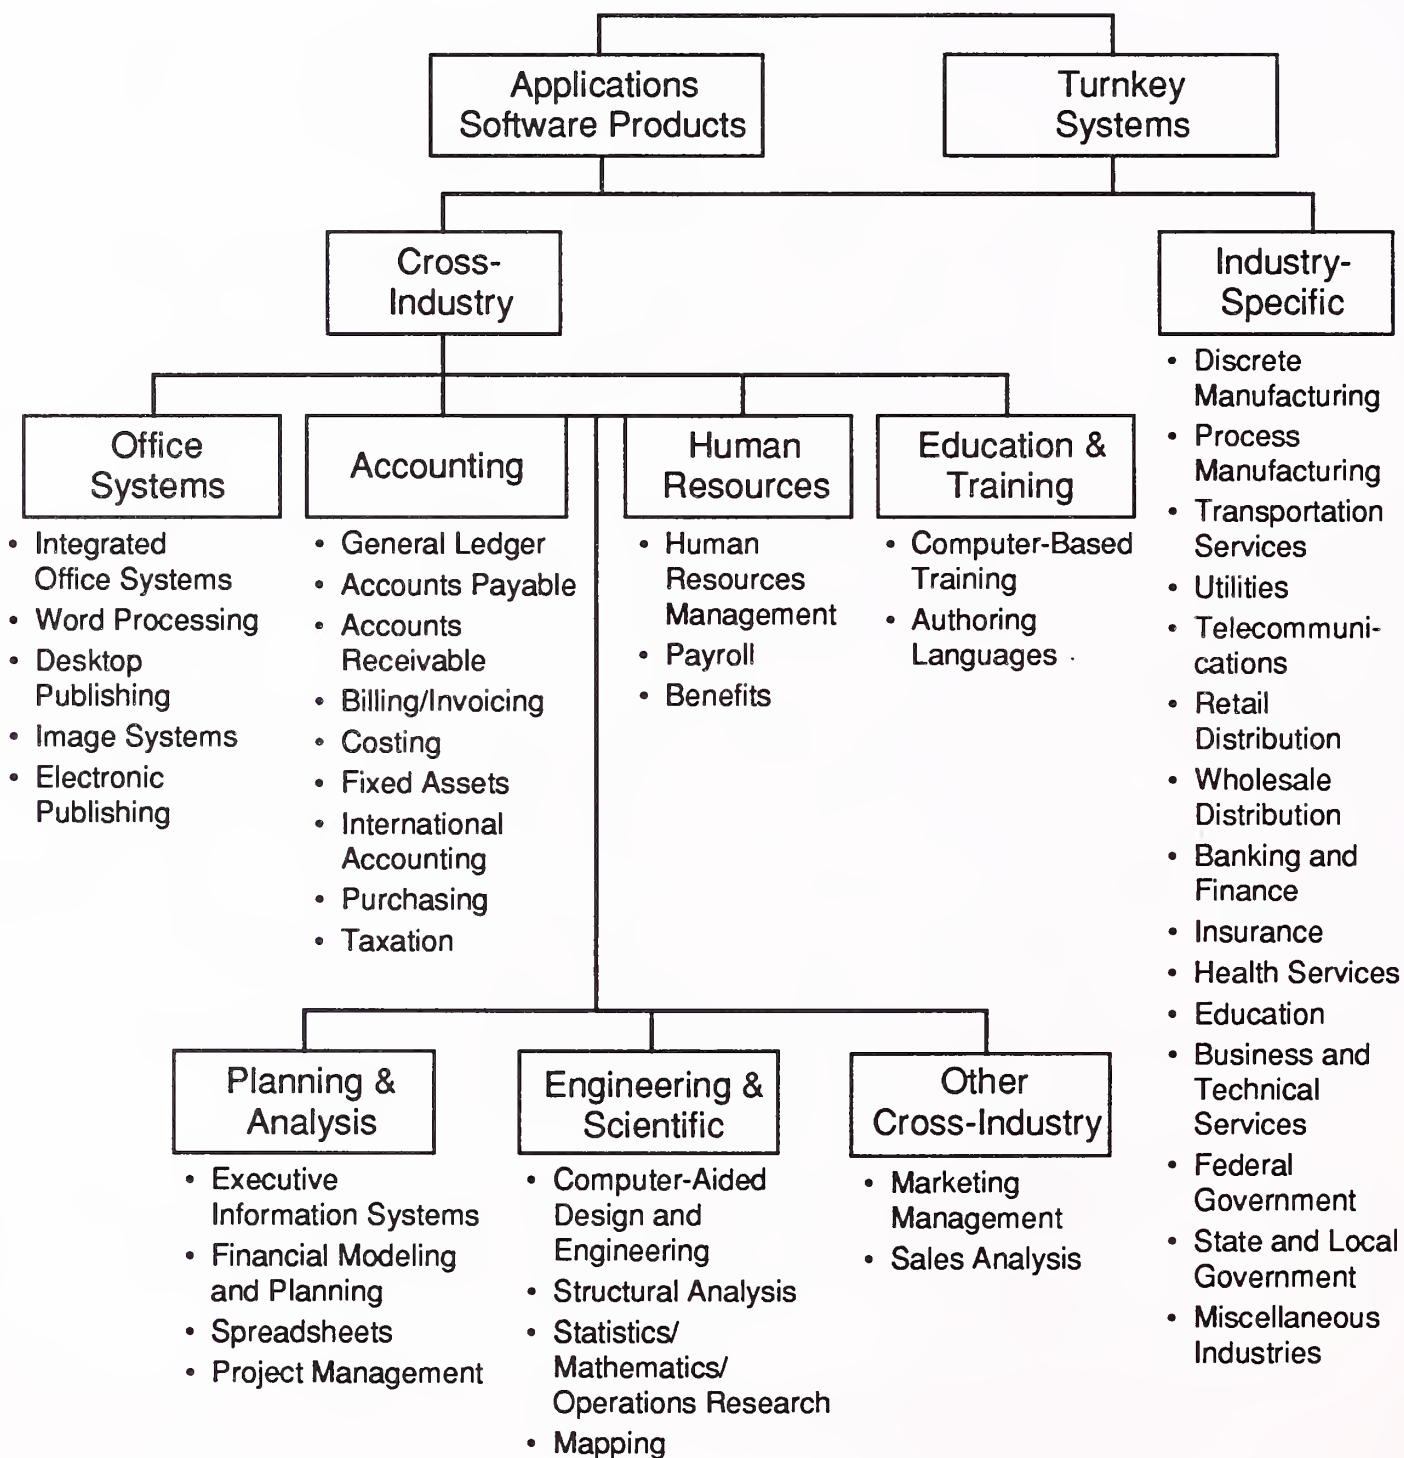 Applications
Software Products
Turnkey
Systems
Cross-
Industry
Industry-
Specific
• Discrete
Manufacturing
• Process
Manufacturing
• Transportation
Services
• Utilities
• Telecommuni-
cations
• Retail
Distribution
• Wholesale
Distribution
• Banking and
Finance
• Insurance
• Health Services
• Education
• Business and
Technical
Services
• Federal
Government
• State and Local
Government
• Miscellaneous
Industries
Office
Systems
• Integrated
Office Systems
• Word Processing
• Desktop
Publishing
• Image Systems
• Electronic
Publishing
Accounting
• General Ledger
• Accounts Payable
• Accounts
Receivable
• Billing/Invoicing
• Costing
• Fixed Assets
• International
Accounting
• Purchasing
• Taxation
Human
Resources
• Human
Resources
Management
• Payroll
• Benefits
Education &
Training
• Computer-Based
Training
• Authoring
Languages
Planning &
Analysis
• Executive
Information Systems
• Financial Modeling
and Planning
• Spreadsheets
• Project Management
Engineering &
Scientific
• Computer-Aided
Design and
Engineering
• Structural Analysis
• Statistics/
Mathematics/
Operations Research
• Mapping
Other
Cross-Industry
• Marketing
Management
• Sales Analysis